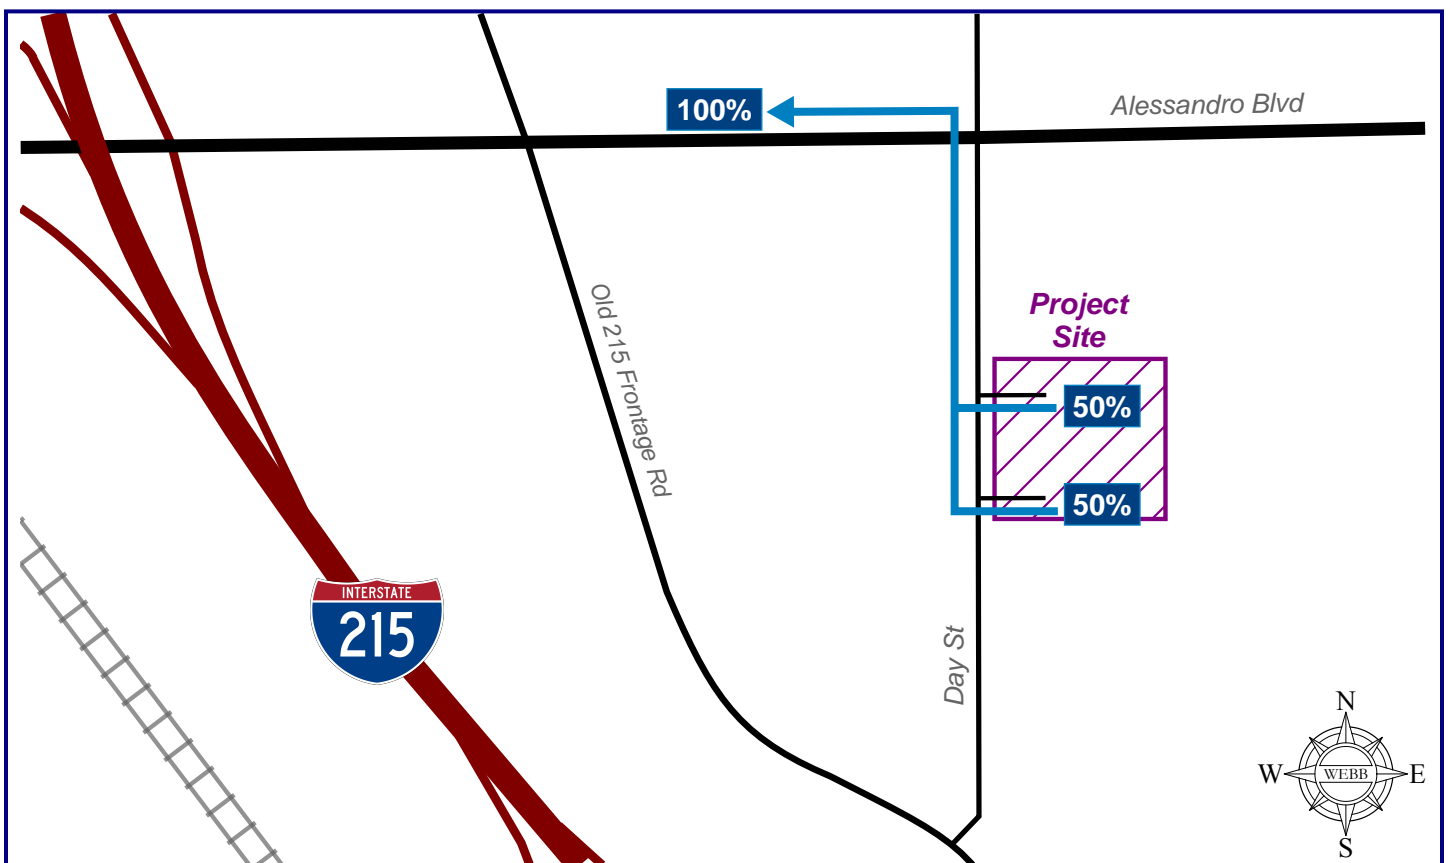 100%
Alessandro Blvd
Old 215 Frontage Rd
Project
Site
50%
50%
INTERSTATE
215
Day St
N
W
WEBB
E
S